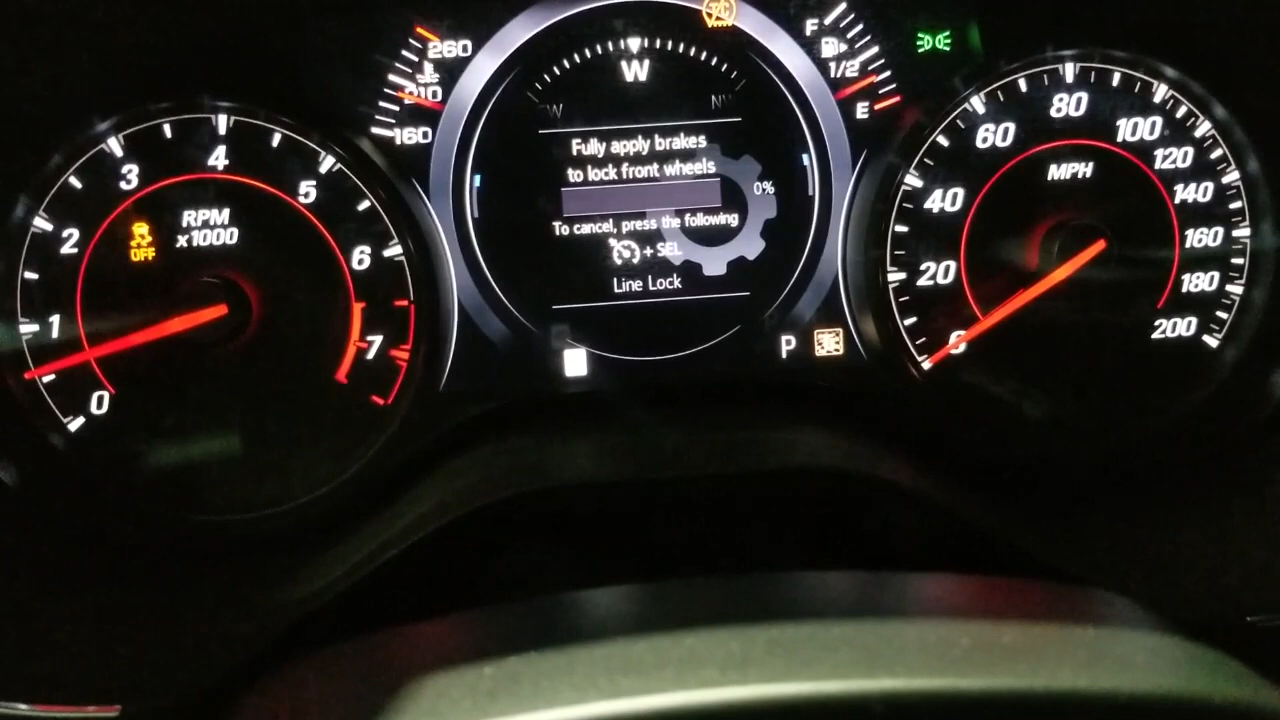 260
210
160
TC
F
1/2
E
W
W
Fully apply brakes
to lock front wheels
0%
To cancel, press the following
+ SEL
Line Lock
P
0
1
2
3
4
5
6
7
RPM
x1000
OFF
0
20
40
60
80
100
120
140
160
180
200
MPH